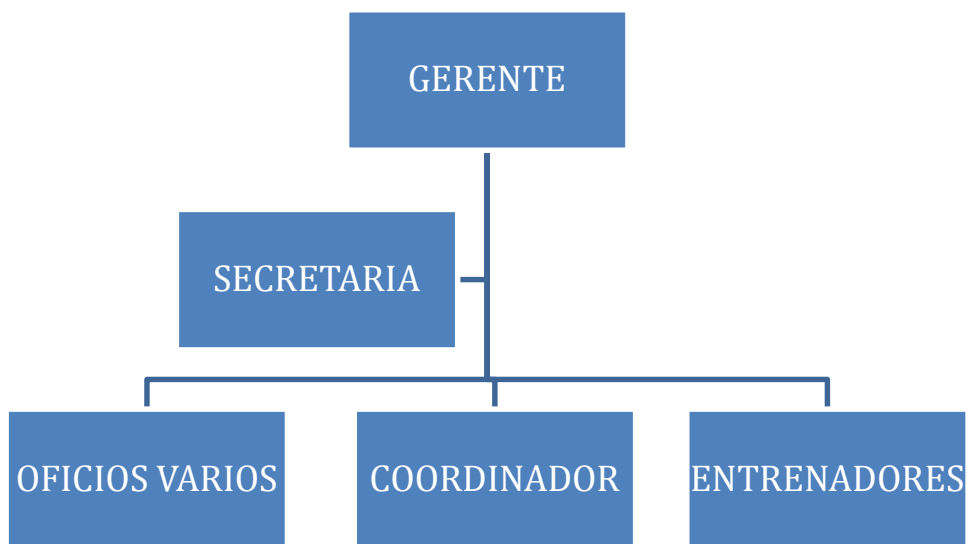 GERENTE
SECRETARIA
OFICIOS VARIOS
COORDINADOR
ENTRENADORES